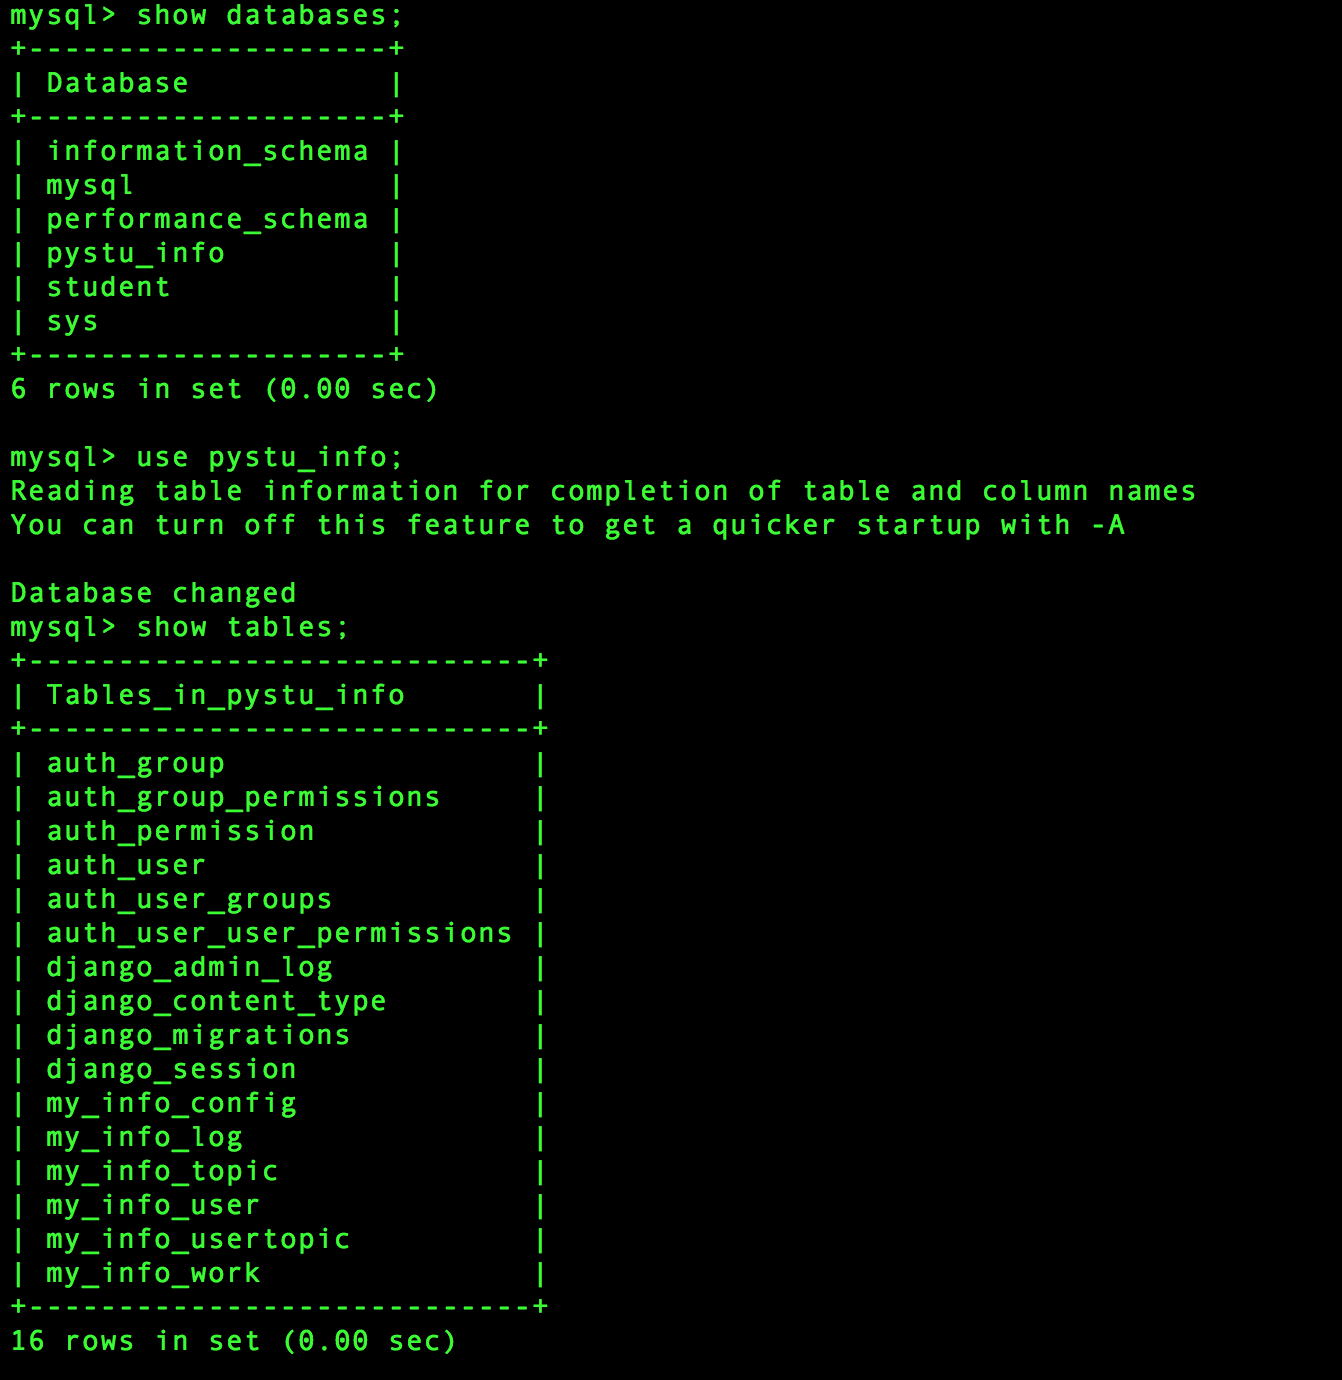 mysql> show databases;
+--------------------+
| Database           |
+--------------------+
| information_schema |
| mysql              |
| performance_schema |
| pystu_info         |
| student            |
| sys                |
+--------------------+
6 rows in set (0.00 sec)

mysql> use pystu_info;
Reading table information for completion of table and column names
You can turn off this feature to get a quicker startup with -A

Database changed
mysql> show tables;
+----------------------------+
| Tables_in_pystu_info       |
+----------------------------+
| auth_group                 |
| auth_group_permissions     |
| auth_permission            |
| auth_user                  |
| auth_user_groups           |
| auth_user_user_permissions |
| django_admin_log           |
| django_content_type        |
| django_migrations          |
| django_session             |
| my_info_config             |
| my_info_log                |
| my_info_topic              |
| my_info_user               |
| my_info_usertopic          |
| my_info_work               |
+----------------------------+
16 rows in set (0.00 sec)